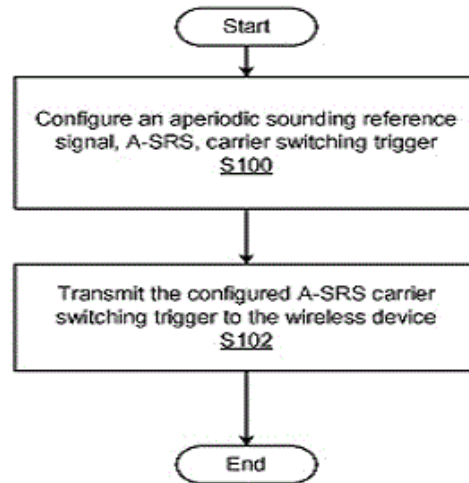 Start
Configure an aperiodic sounding reference
signal, A-SRS, carrier switching trigger
S100
Transmit the configured A-SRS carrier
switching trigger to the wireless device
S102
End